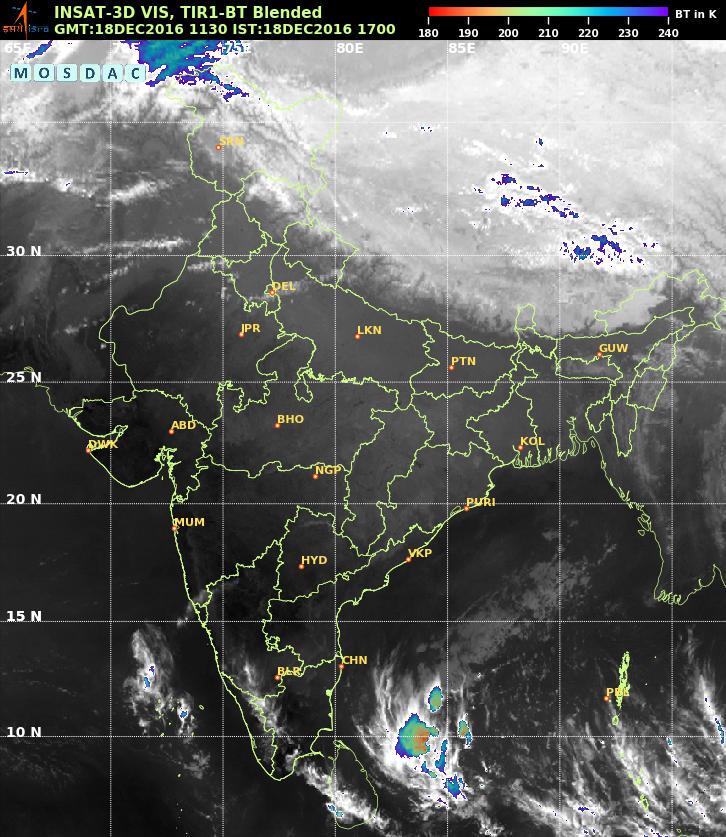 INSAT-3D VIS, TIR1-BT Blended
GMT:18DEC2016 1130 IST:18DEC2016 1700
BT in K
180 190 200 210 220 230 240
65E 75E 80E 85E 90E
M O S D A C
SRN
30 N
DEL
JPR LKN
GUW
PTN
25 N
BHO
ABD
DWK KOL
NGP
20 N
PURI
MUM
VKP
HYD
15 N
CHN
BLR
10 N